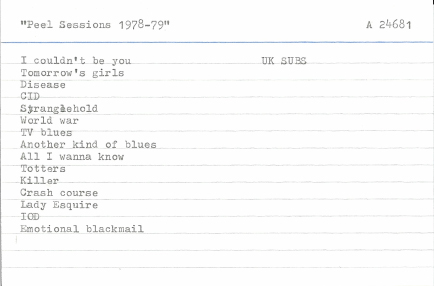 "Peel Sessions 1978-79" A 24681
I couldn't be you UK SUBS
Tomorrow's girls
Disease
CID
Stranglehold
World war
TV blues
Another kind of blues
All I wanna know
Totters
Killer
Crash course
Lady Esquire
IOD
Emotional blackmail